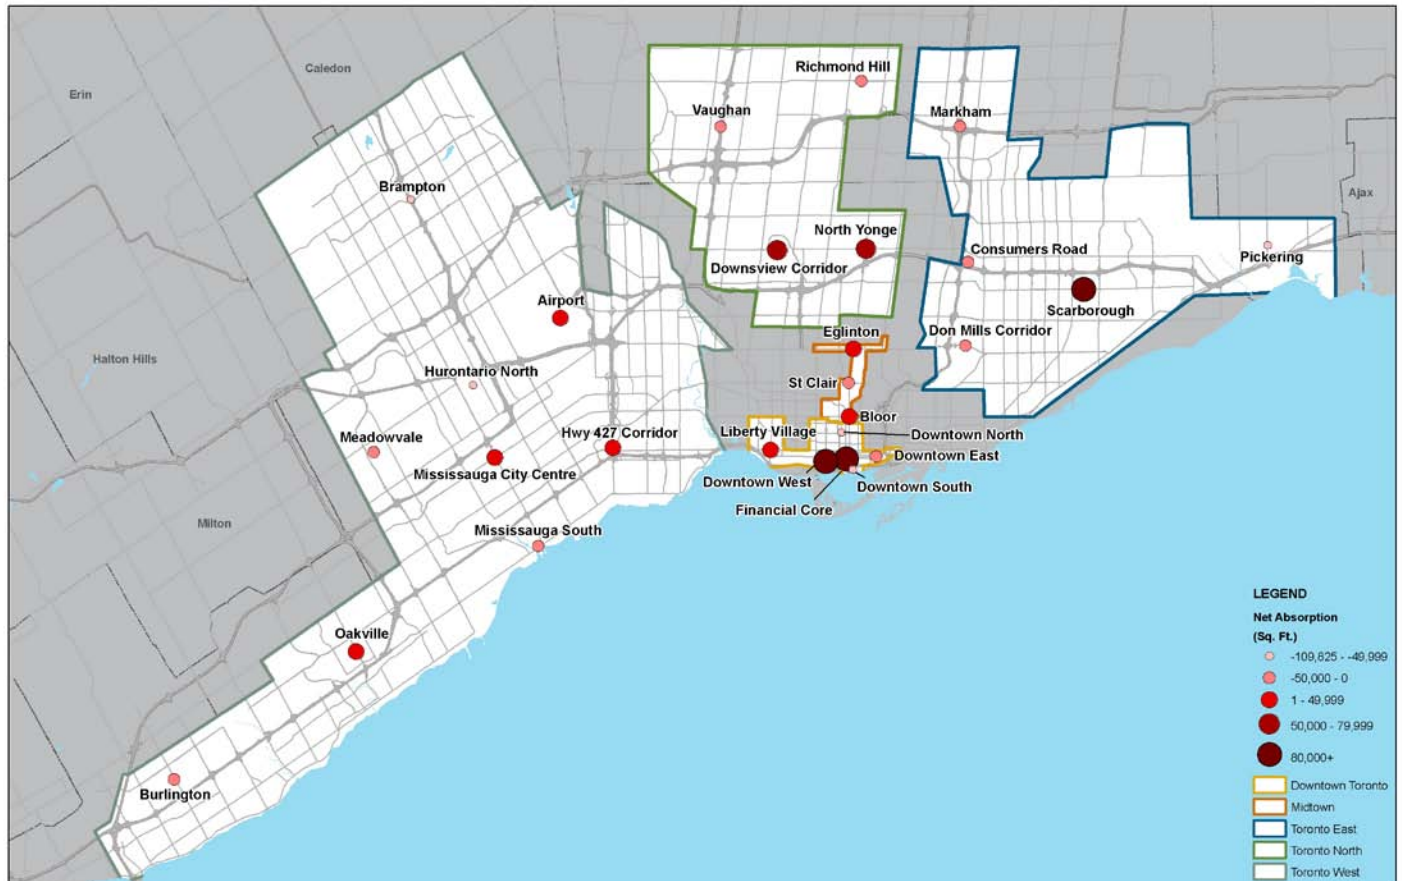 Caledon
Erin
Richmond Hill
Vaughan
Markham
Brampton
Ajax
North Yonge
Consumers Road
Downsview Corridor
Pickering
Airport
Scarborough
Eglinton
Don Mills Corridor
Halton Hills
Hurontario North
St Clair
Bloor
Liberty Village
Hwy 427 Corridor
Downtown North
Meadowvale
Downtown East
Mississauga City Centre
Downtown West
Downtown South
Financial Core
Milton
Mississauga South
Oakville
Burlington
LEGEND
Net Absorption
(Sq. Ft.)
-109,825 - -49,999
-50,000 - 0
1 - 49,999
50,000 - 79,999
80,000+
Downtown Toronto
Midtown
Toronto East
Toronto North
Toronto West